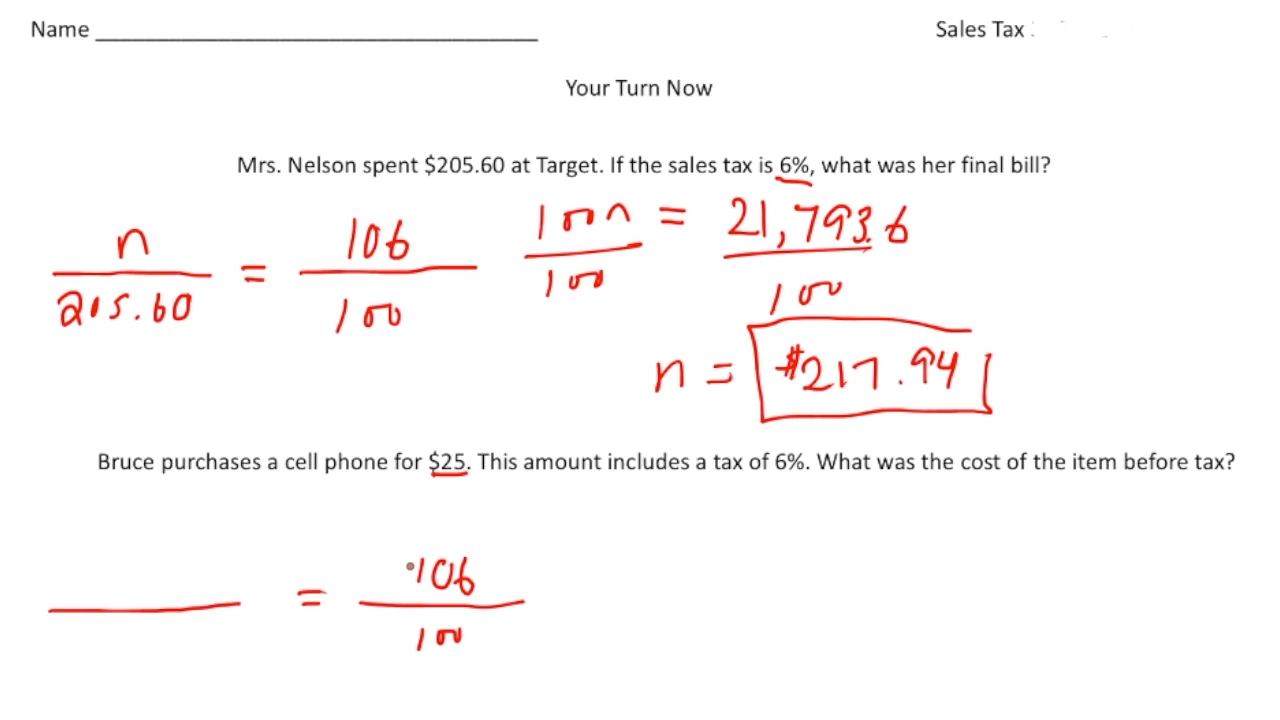 Name ________________________________________ Sales Tax
Your Turn Now
Mrs. Nelson spent $205.60 at Target. If the sales tax is 6%, what was her final bill?
n = 106 100n = 21,793.6
205.60 100 100 100
n = $217.94
Bruce purchases a cell phone for $25. This amount includes a tax of 6%. What was the cost of the item before tax?
= 106
100